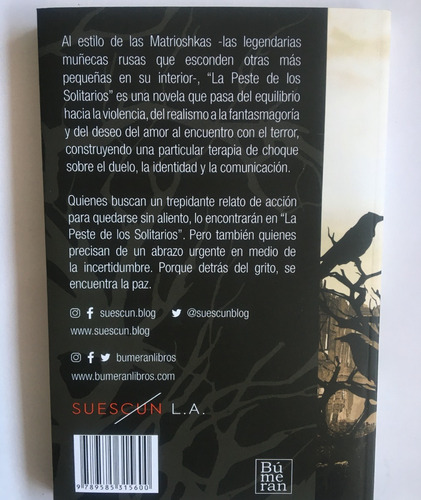 Al estilo de las Matrioshkas -las legendarias
muñecas rusas que esconden otras más
pequeñas en su interior-, “La Peste de los
Solitarios” es una novela que pasa del equilibrio
hacia la violencia, del realismo a la fantasmagoría
y del deseo del amor al encuentro con el terror,
construyendo una particular terapia de choque
sobre el duelo, la identidad y la comunicación.
Quienes buscan un trepidante relato de acción
para quedarse sin aliento, lo encontrarán en “La
Peste de los Solitarios”. Pero también quienes
precisan de un abrazo urgente en medio de
la incertidumbre. Porque detrás del grito, se
encuentra la paz.
suescun.blog @suescunblog
www.suescun.blog
bumeranlibros
www.bumeranlibros.com
SUESCUN L.A.
9 789585 315600
Bú
me
ran